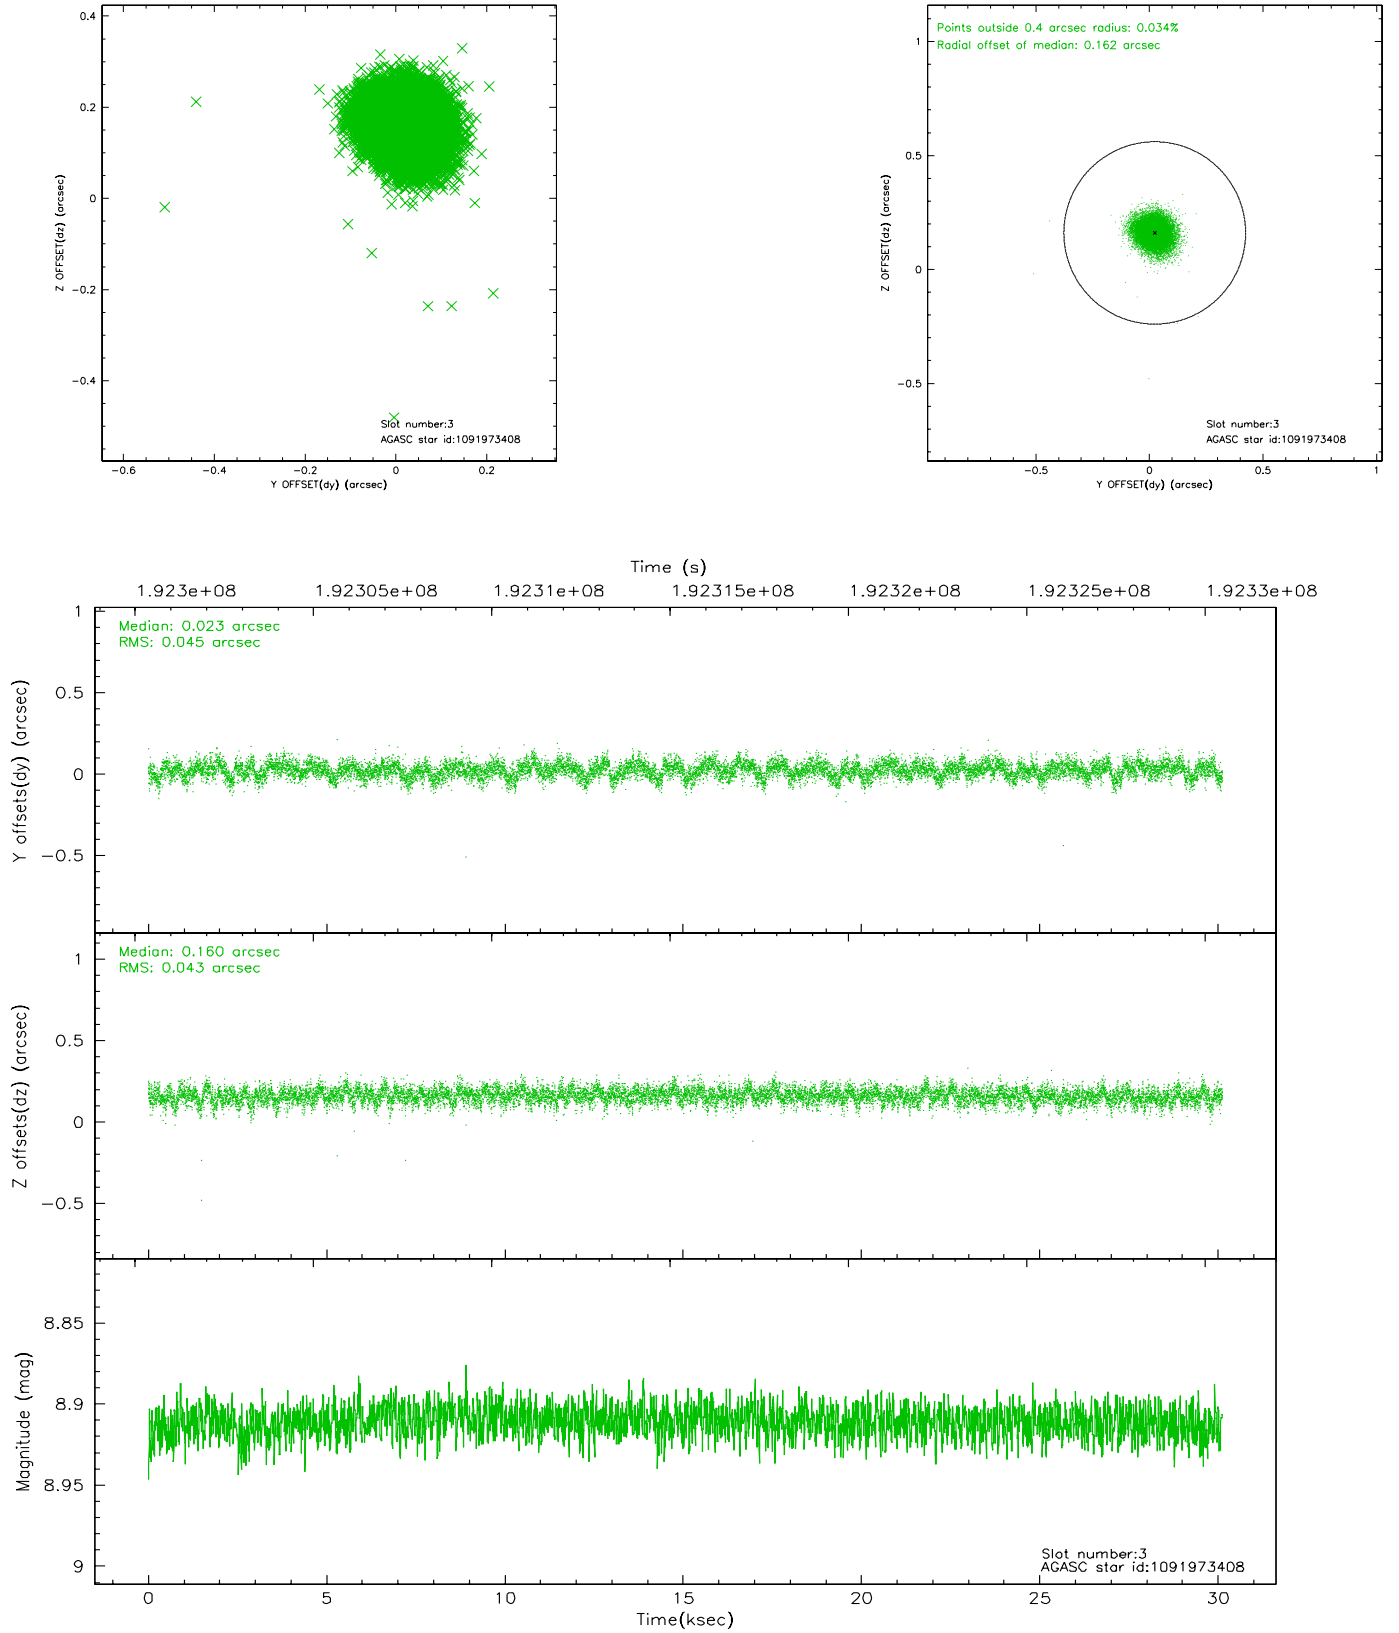 0.4
0.2
0
−0.2
−0.4
Z OFFSET(dz) (arcsec)
Slot number:3
AGASC star id:1091973408
−0.6 −0.4 −0.2 0 0.2
Y OFFSET(dy) (arcsec)
Points outside 0.4 arcsec radius: 0.034%
Radial offset of median: 0.162 arcsec
1
0.5
0
−0.5
Z OFFSET(dz) (arcsec)
Slot number:3
AGASC star id:1091973408
−0.5 0 0.5 1
Y OFFSET(dy) (arcsec)
Time (s)
1.923e+08 1.92305e+08 1.9231e+08 1.92315e+08 1.9232e+08 1.92325e+08 1.9233e+08
Median: 0.023 arcsec
RMS: 0.045 arcsec
1
0.5
0
−0.5
Y offsets(dy) (arcsec)
Median: 0.160 arcsec
RMS: 0.043 arcsec
1
0.5
0
−0.5
Z offsets(dz) (arcsec)
8.85
8.9
8.95
9
Magnitude (mag)
Slot number:3
AGASC star id:1091973408
0 5 10 15 20 25 30
Time(ksec)